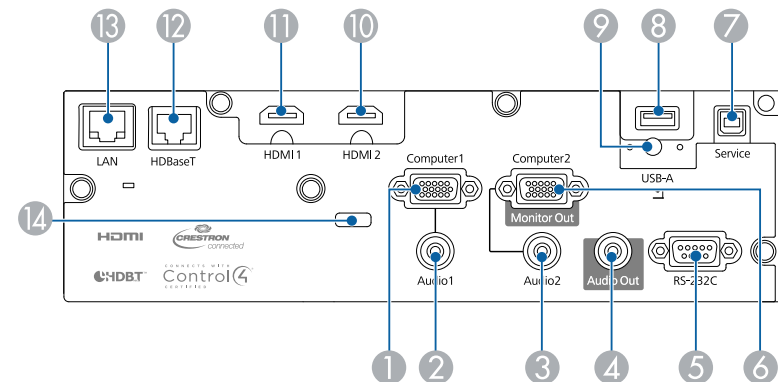 13 12 11 10 9 8 7
LAN HDBaseT HDMI 1 HDMI 2 Computer1 Computer2 USB-A Service
Monitor Out
14
HDMI CRESTRON connected
HDBT CONNECTS WITH Control4 CERTIFIED
Audio1 Audio2 Audio Out RS-232C
1 2 3 4 5 6